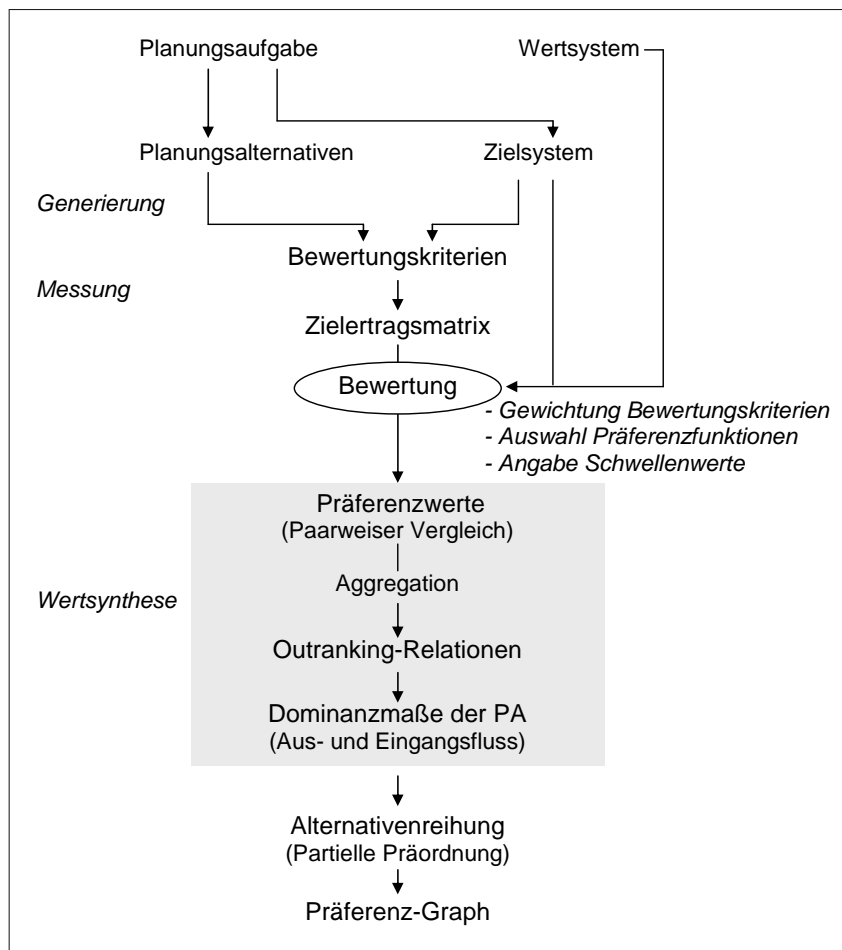 Planungsaufgabe
Wertsystem
Planungsalternativen
Zielsystem
Generierung
Bewertungskriterien
Messung
Zielertragsmatrix
Bewertung
- Gewichtung Bewertungskriterien
- Auswahl Präferenzfunktionen
- Angabe Schwellenwerte
Präferenzwerte
(Paarweiser Vergleich)
Aggregation
Wertsynthese
Outranking-Relationen
Dominanzmaße der PA
(Aus- und Eingangsfluss)
Alternativenreihung
(Partielle Präordnung)
Präferenz-Graph